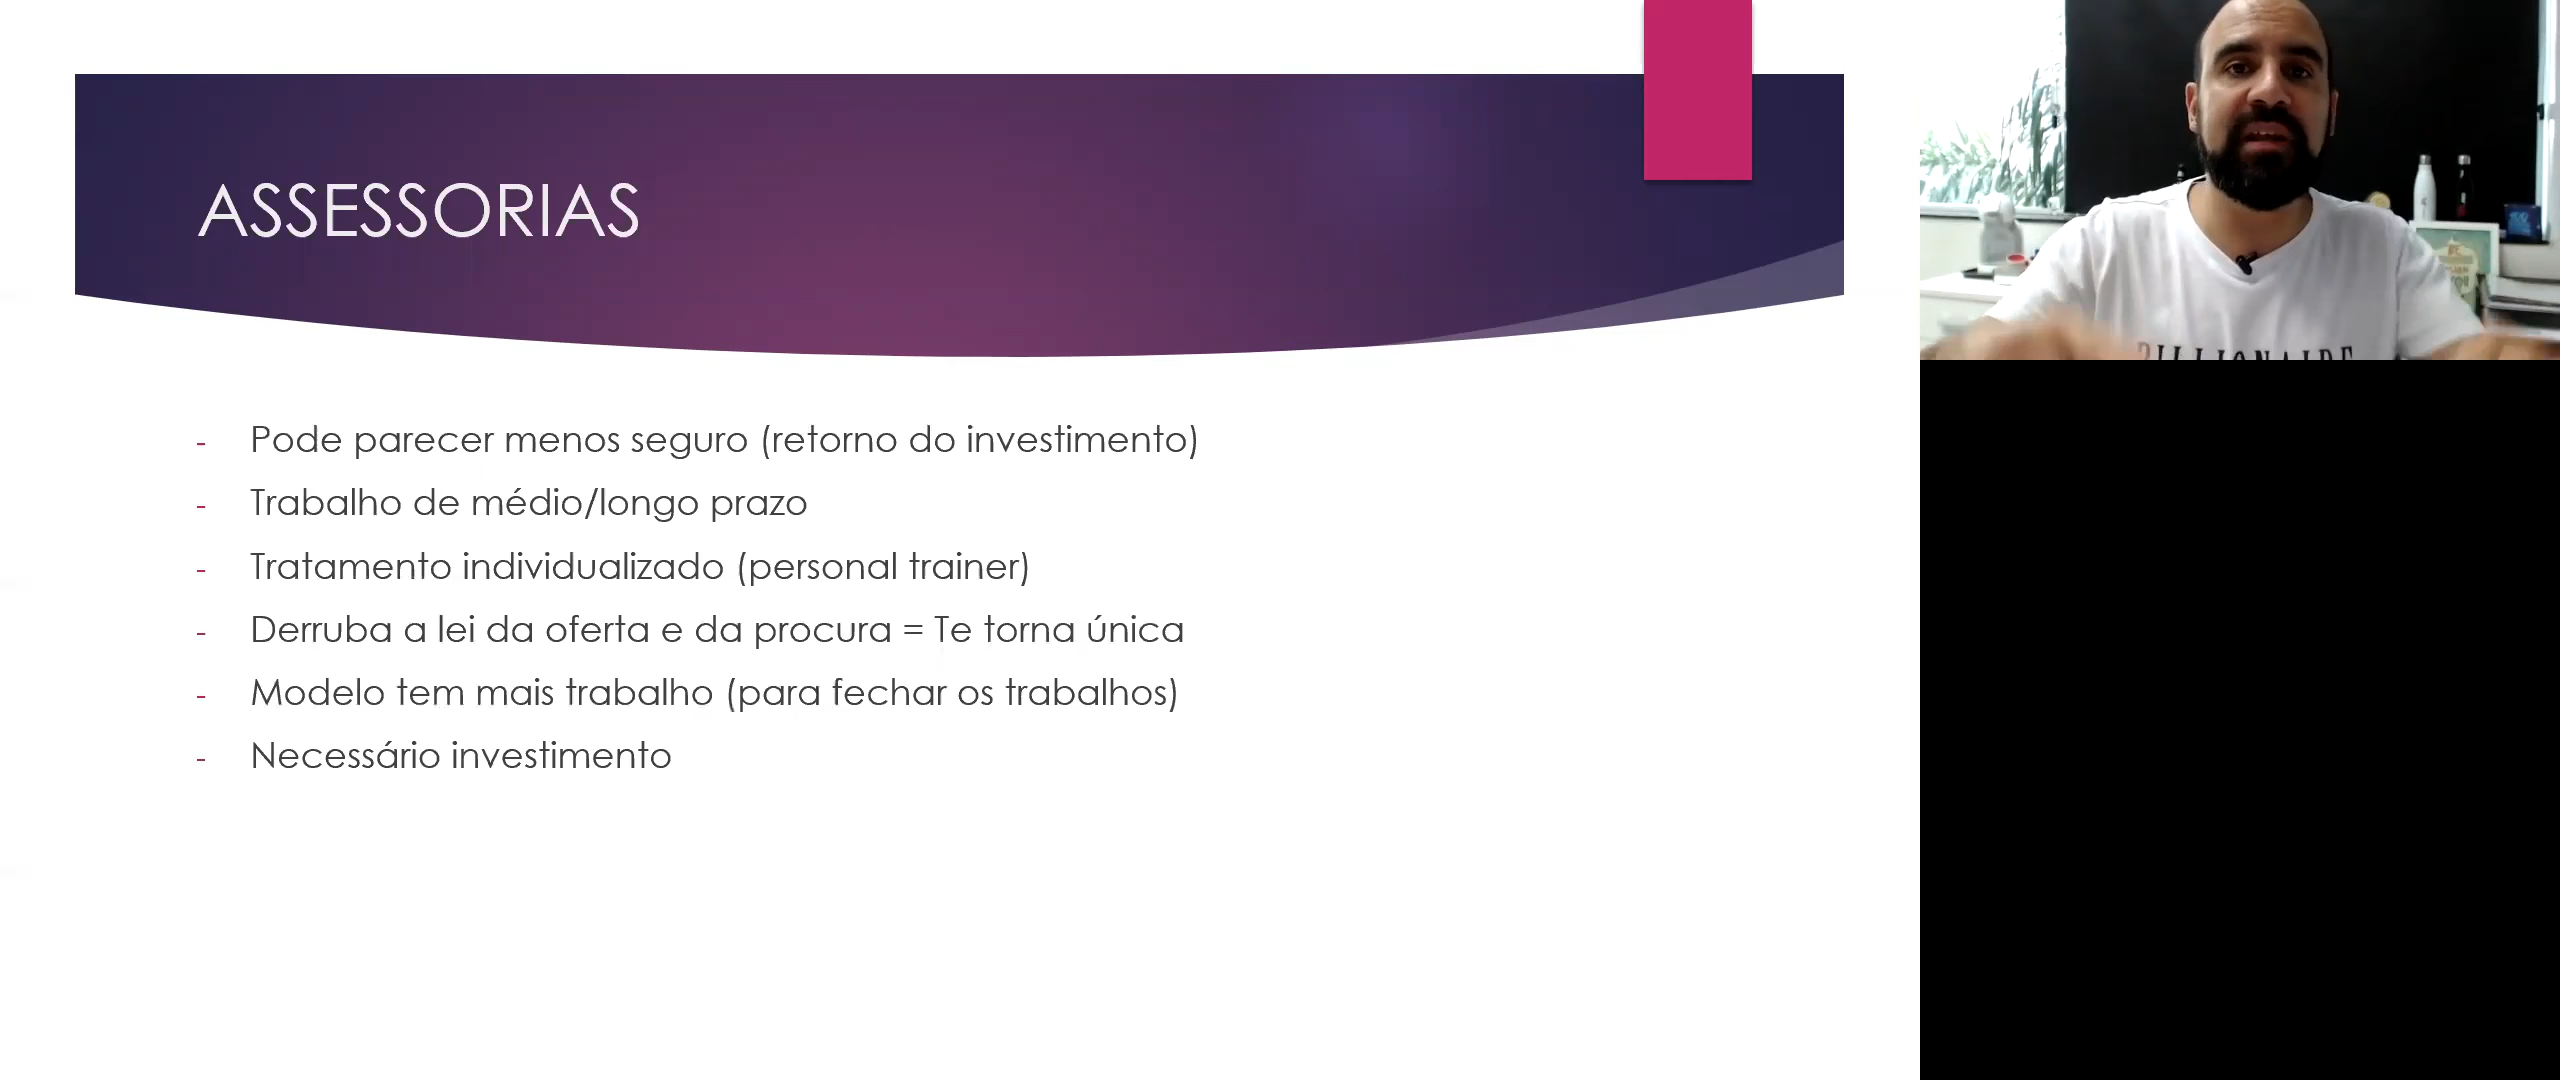 ASSESSORIAS
- Pode parecer menos seguro (retorno do investimento)
- Trabalho de médio/longo prazo
- Tratamento individualizado (personal trainer)
- Derruba a lei da oferta e da procura = Te torna única
- Modelo tem mais trabalho (para fechar os trabalhos)
- Necessário investimento